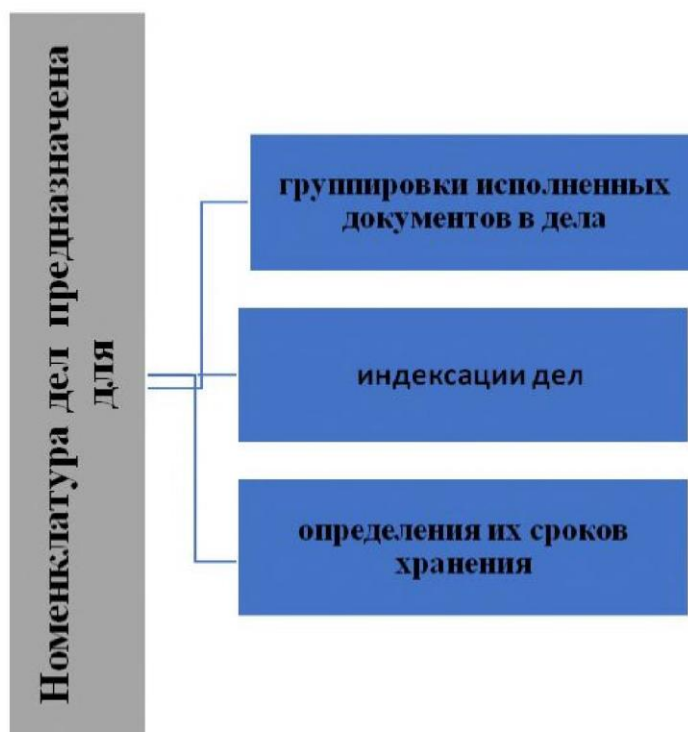 Номенклатура дел предназначена
для
группировки исполненных
документов в дела
индексации дел
определения их сроков
хранения